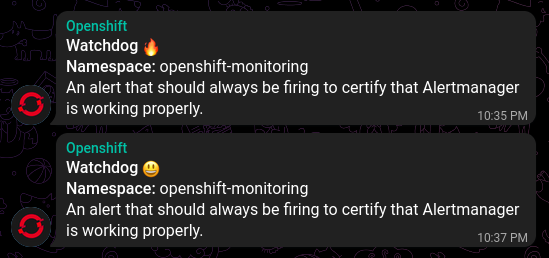 Openshift
Watchdog 🔥
Namespace: openshift-monitoring
An alert that should always be firing to certify that Alertmanager
is working properly.
10:35 PM
Openshift
Watchdog 😃
Namespace: openshift-monitoring
An alert that should always be firing to certify that Alertmanager
is working properly.
10:37 PM